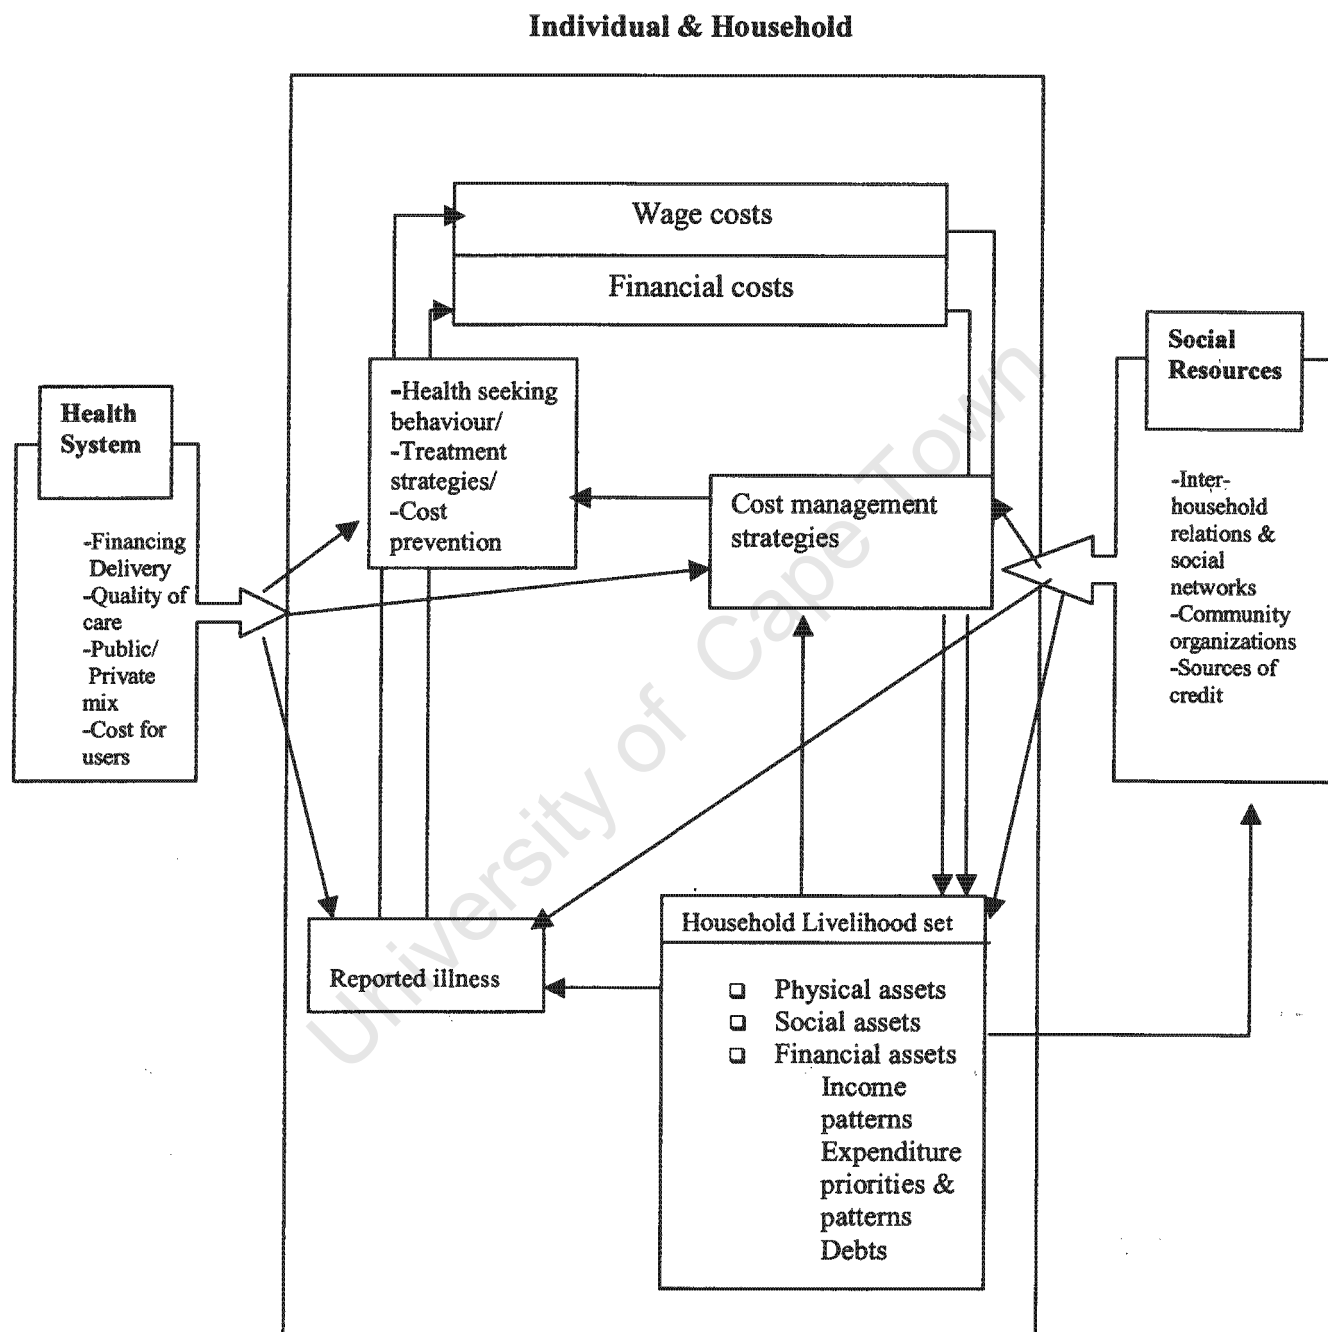 Individual & Household
Wage costs
Financial costs
Health
System
-Financing
Delivery
-Quality of
care
-Public/
Private
mix
-Cost for
users
-Health seeking
behaviour/
-Treatment
strategies/
-Cost
prevention
Cost management
strategies
Social
Resources
-Inter-
household
relations &
social
networks
-Community
organizations
-Sources of
credit
Reported illness
Household Livelihood set
Physical assets
Social assets
Financial assets
Income
patterns
Expenditure
priorities &
patterns
Debts
University of Cape Town